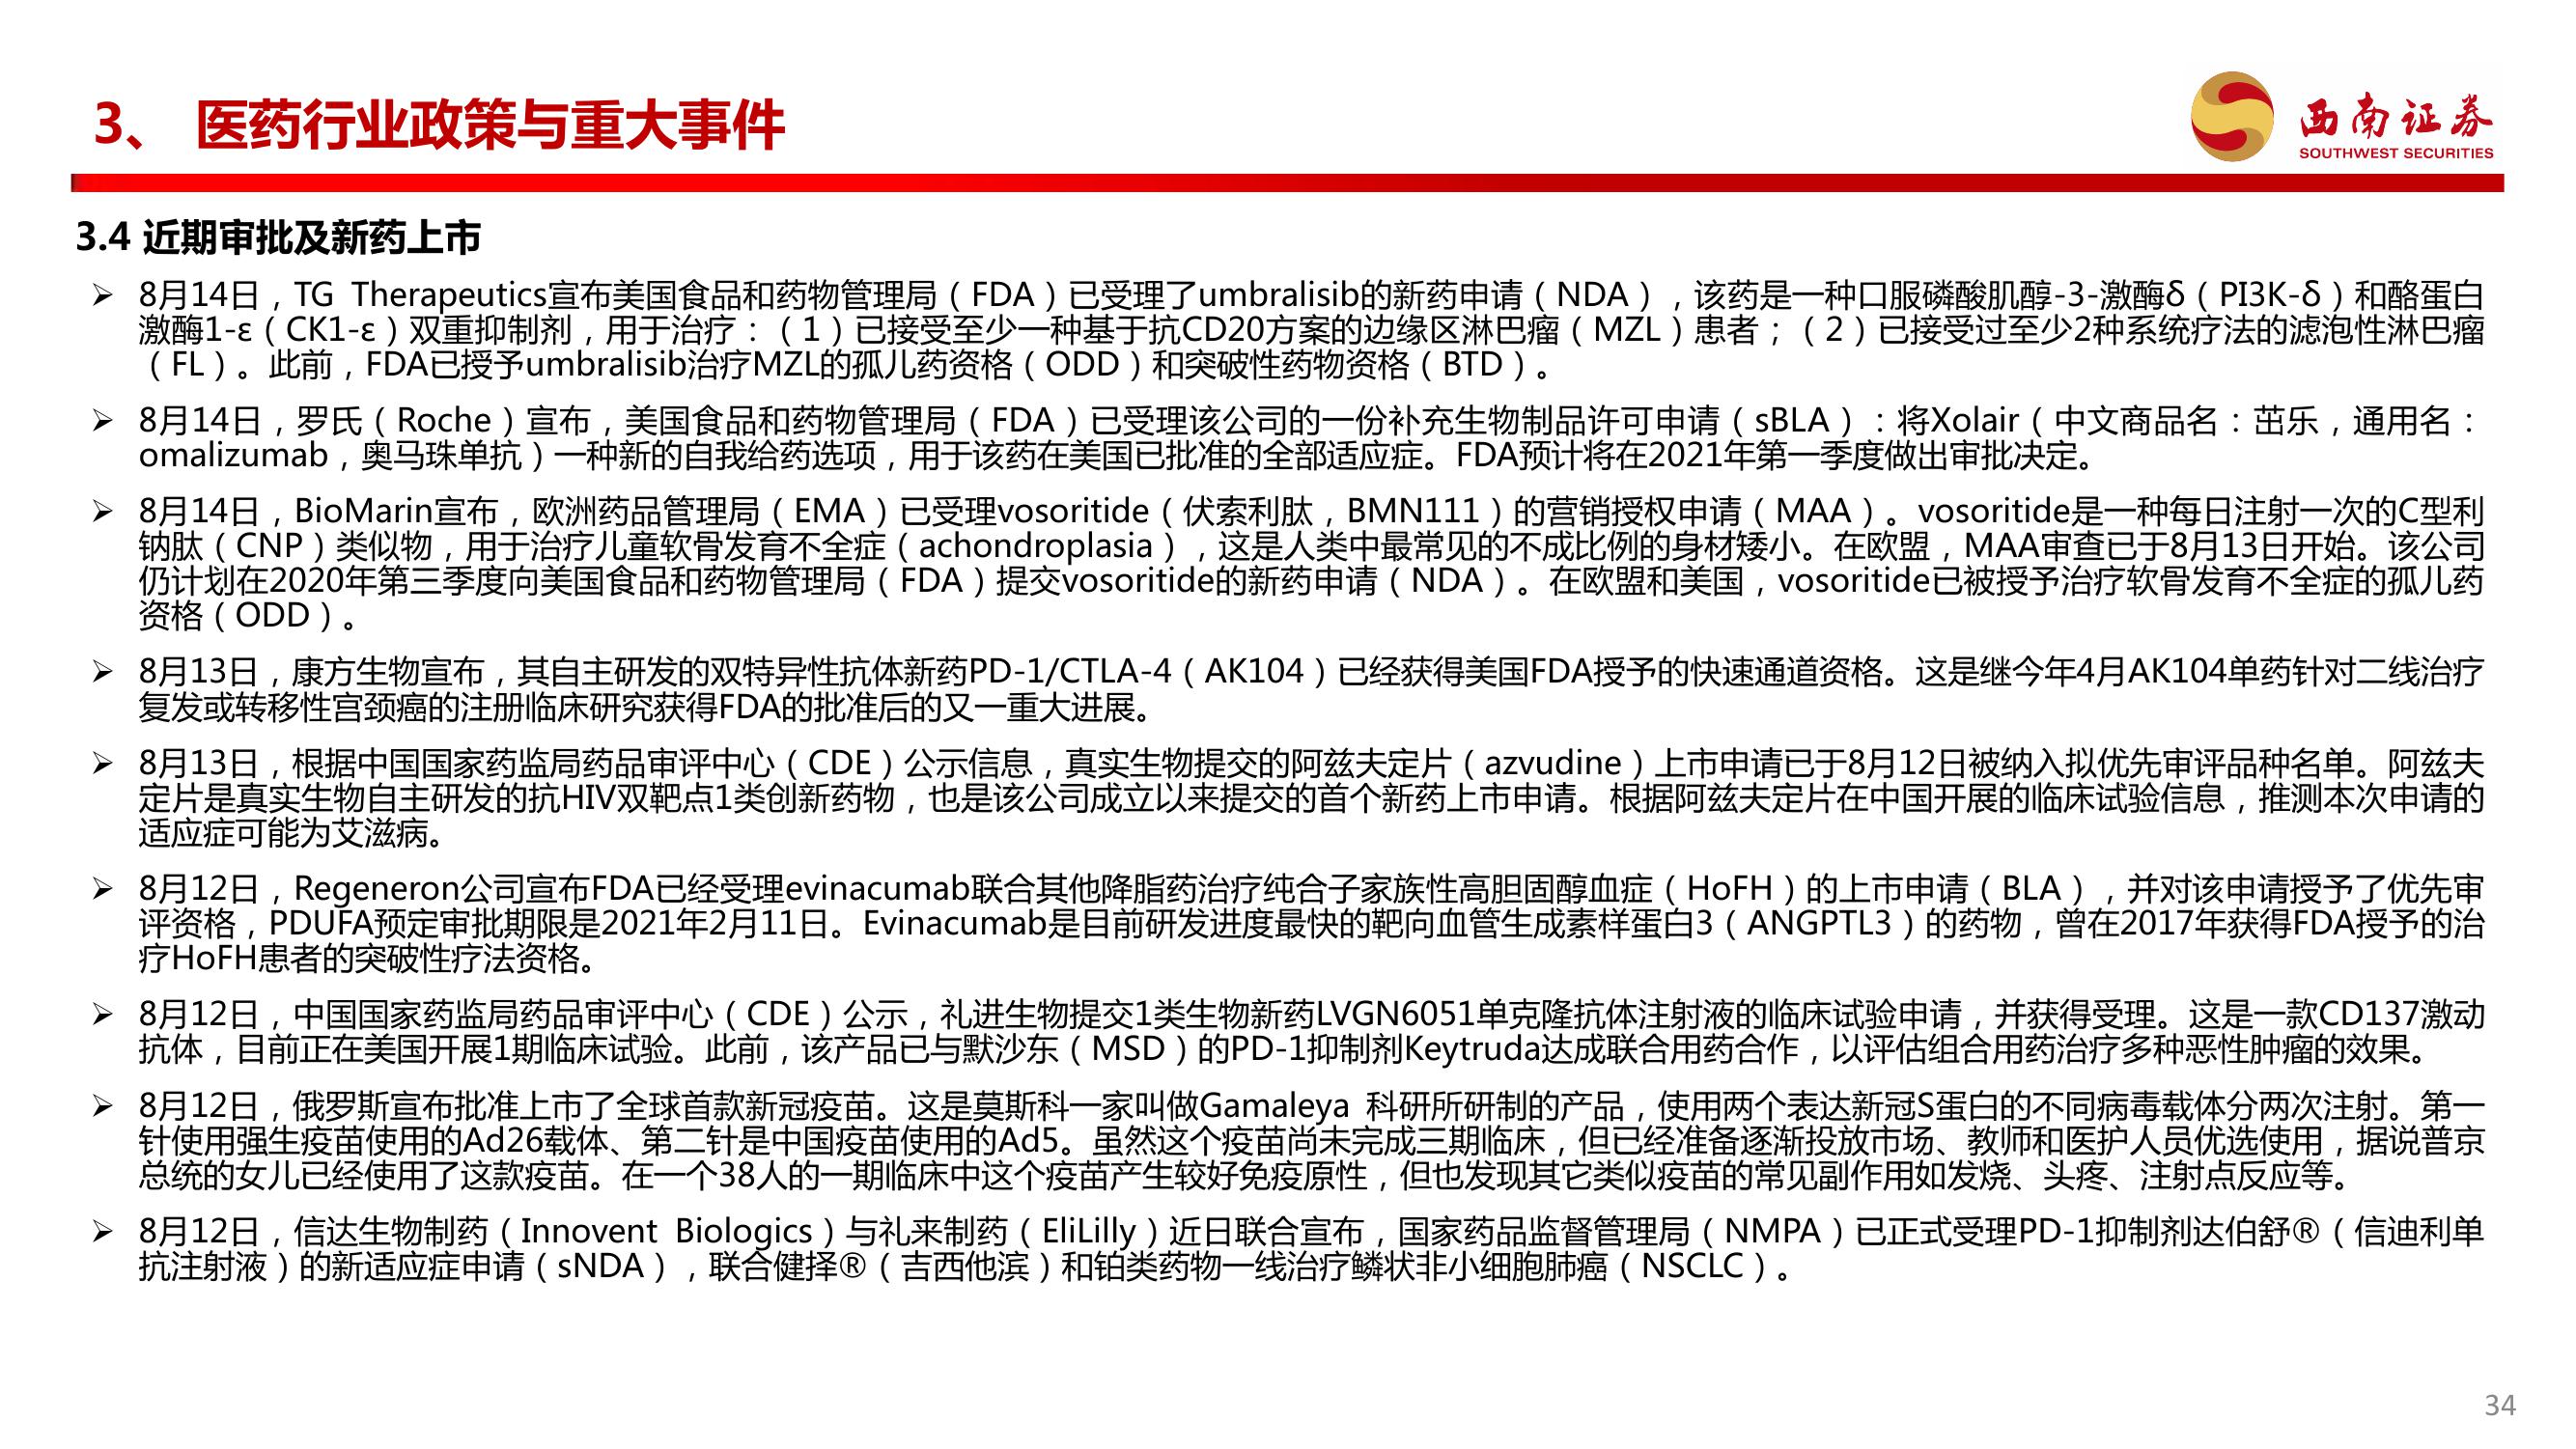 3、 医药行业政策与重大事件
西南证券
SOUTHWEST SECURITIES
3.4 近期审批及新药上市
➢ 8月14日，TG Therapeutics宣布美国食品和药物管理局（FDA）已受理了umbralisib的新药申请（NDA），该药是一种口服磷酸肌醇-3-激酶δ（PI3K-δ）和酪蛋白
激酶1-ε（CK1-ε）双重抑制剂，用于治疗：（1）已接受至少一种基于抗CD20方案的边缘区淋巴瘤（MZL）患者；（2）已接受过至少2种系统疗法的滤泡性淋巴瘤
（FL）。此前，FDA已授予umbralisib治疗MZL的孤儿药资格（ODD）和突破性药物资格（BTD）。
➢ 8月14日，罗氏（Roche）宣布，美国食品和药物管理局（FDA）已受理该公司的一份补充生物制品许可申请（sBLA）：将Xolair（中文商品名：茁乐，通用名：
omalizumab，奥马珠单抗）一种新的自我给药选项，用于该药在美国已批准的全部适应症。FDA预计将在2021年第一季度做出审批决定。
➢ 8月14日，BioMarin宣布，欧洲药品管理局（EMA）已受理vosoritide（伏索利肽，BMN111）的营销授权申请（MAA）。vosoritide是一种每日注射一次的C型利
钠肽（CNP）类似物，用于治疗儿童软骨发育不全症（achondroplasia），这是人类中最常见的不成比例的身材矮小。在欧盟，MAA审查已于8月13日开始。该公司
仍计划在2020年第三季度向美国食品和药物管理局（FDA）提交vosoritide的新药申请（NDA）。在欧盟和美国，vosoritide已被授予治疗软骨发育不全症的孤儿药
资格（ODD）。
➢ 8月13日，康方生物宣布，其自主研发的双特异性抗体新药PD-1/CTLA-4（AK104）已经获得美国FDA授予的快速通道资格。这是继今年4月AK104单药针对二线治疗
复发或转移性宫颈癌的注册临床研究获得FDA的批准后的又一重大进展。
➢ 8月13日，根据中国国家药监局药品审评中心（CDE）公示信息，真实生物提交的阿兹夫定片（azvudine）上市申请已于8月12日被纳入拟优先审评品种名单。阿兹夫
定片是真实生物自主研发的抗HIV双靶点1类创新药物，也是该公司成立以来提交的首个新药上市申请。根据阿兹夫定片在中国开展的临床试验信息，推测本次申请的
适应症可能为艾滋病。
➢ 8月12日，Regeneron公司宣布FDA已经受理evinacumab联合其他降脂药治疗纯合子家族性高胆固醇血症（HoFH）的上市申请（BLA），并对该申请授予了优先审
评资格，PDUFA预定审批期限是2021年2月11日。Evinacumab是目前研发进度最快的靶向血管生成素样蛋白3（ANGPTL3）的药物，曾在2017年获得FDA授予的治
疗HoFH患者的突破性疗法资格。
➢ 8月12日，中国国家药监局药品审评中心（CDE）公示，礼进生物提交1类生物新药LVGN6051单克隆抗体注射液的临床试验申请，并获得受理。这是一款CD137激动
抗体，目前正在美国开展1期临床试验。此前，该产品已与默沙东（MSD）的PD-1抑制剂Keytruda达成联合用药合作，以评估组合用药治疗多种恶性肿瘤的效果。
➢ 8月12日，俄罗斯宣布批准上市了全球首款新冠疫苗。这是莫斯科一家叫做Gamaleya 科研所研制的产品，使用两个表达新冠S蛋白的不同病毒载体分两次注射。第一
针使用强生疫苗使用的Ad26载体、第二针是中国疫苗使用的Ad5。虽然这个疫苗尚未完成三期临床，但已经准备逐渐投放市场、教师和医护人员优选使用，据说普京
总统的女儿已经使用了这款疫苗。在一个38人的一期临床中这个疫苗产生较好免疫原性，但也发现其它类似疫苗的常见副作用如发烧、头疼、注射点反应等。
➢ 8月12日，信达生物制药（Innovent Biologics）与礼来制药（EliLilly）近日联合宣布，国家药品监督管理局（NMPA）已正式受理PD-1抑制剂达伯舒®（信迪利单
抗注射液）的新适应症申请（sNDA），联合健择®（吉西他滨）和铂类药物一线治疗鳞状非小细胞肺癌（NSCLC）。
34